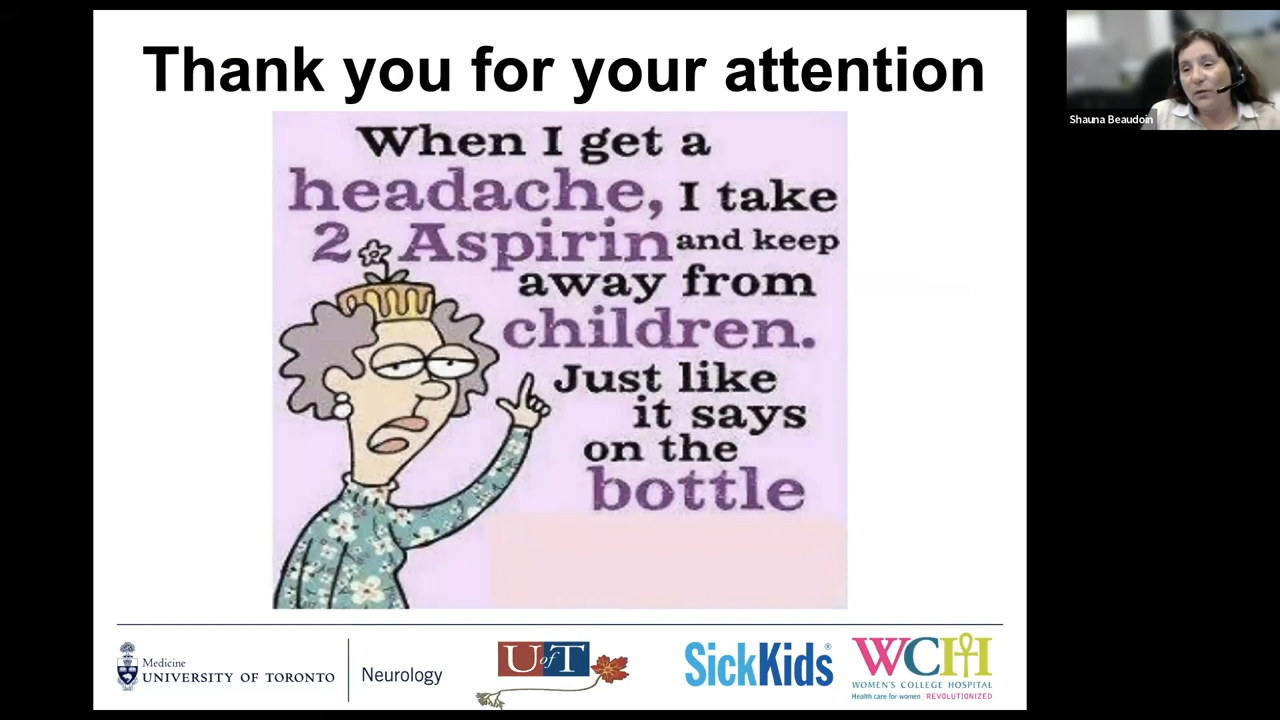 Thank you for your attention
When I get a
headache, I take
2 Aspirin and keep
away from
children.
Just like
it says
on the
bottle
Shauna Beaudoin
Medicine
UNIVERSITY OF TORONTO
Neurology
UofT
SickKids®
WCH
WOMEN'S COLLEGE HOSPITAL
Health care for women | REVOLUTIONIZED